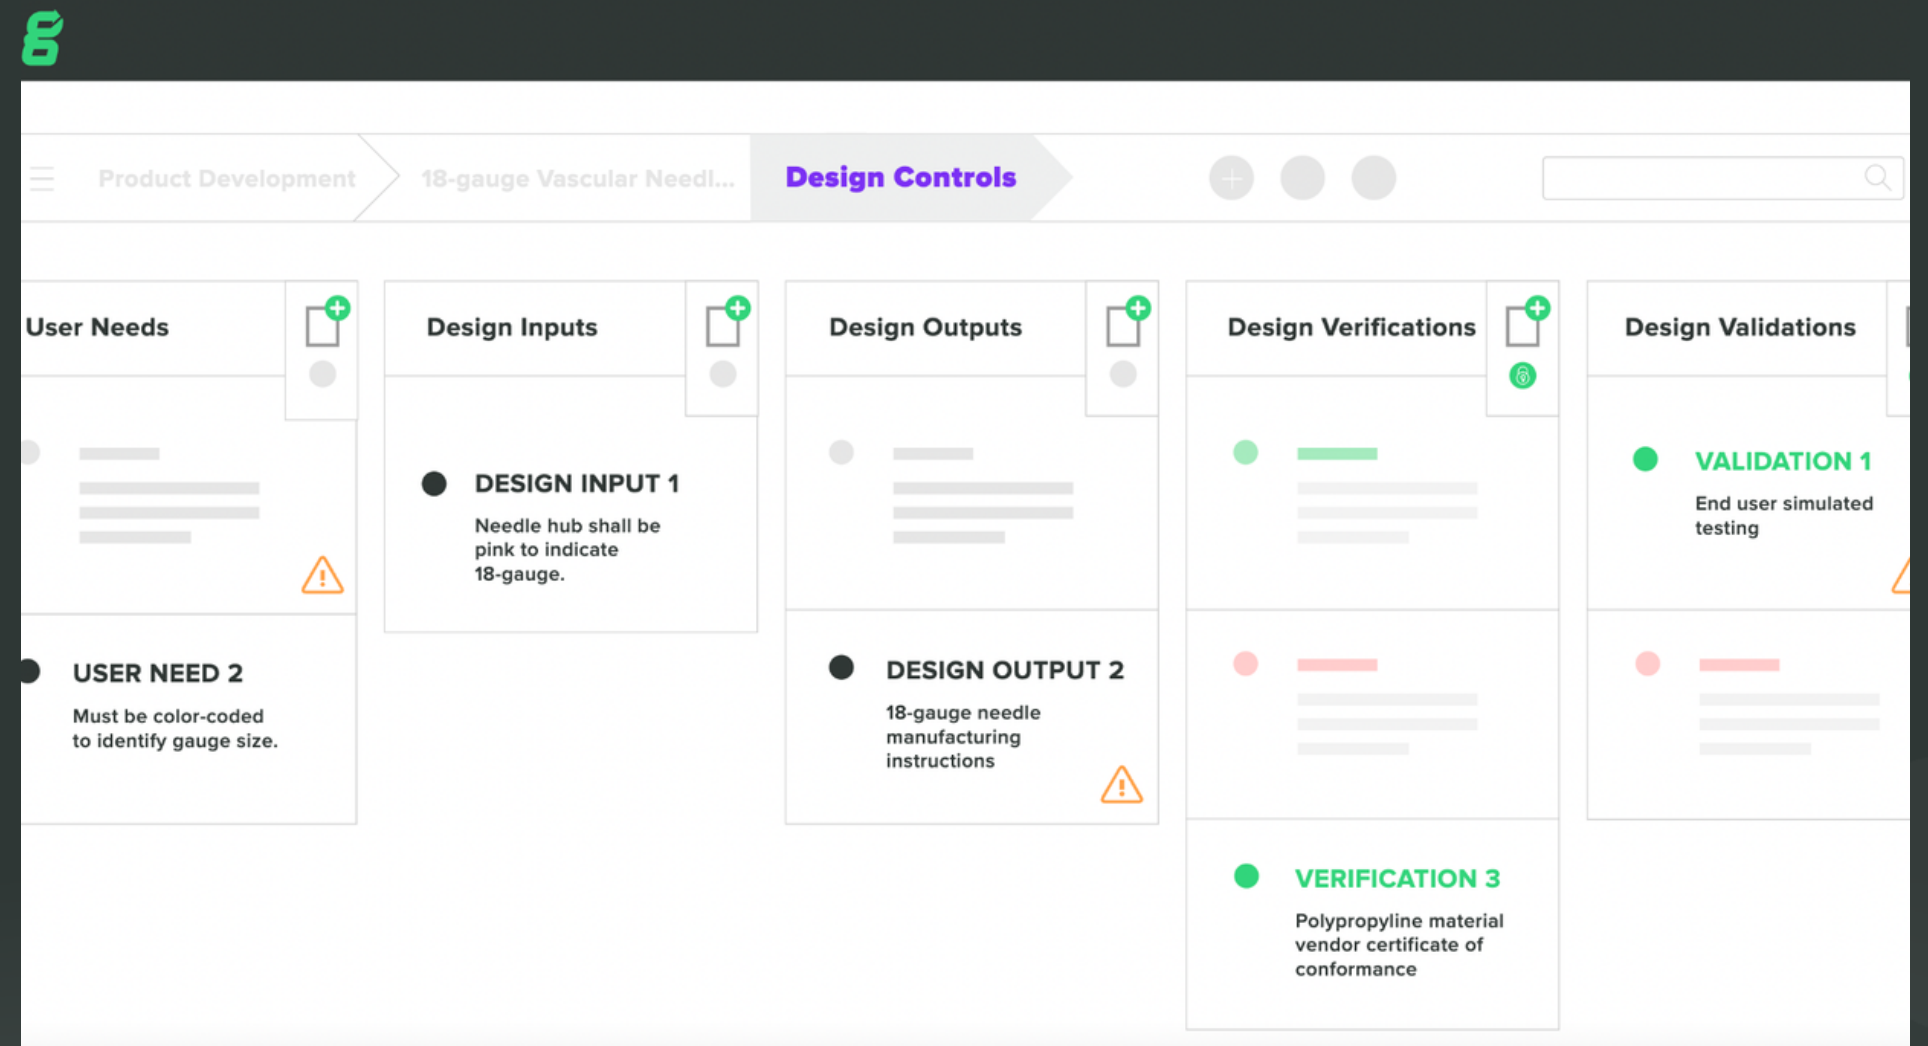 Product Development
18-gauge Vascular Needl...
Design Controls
User Needs
Design Inputs
Design Outputs
Design Verifications
Design Validations
DESIGN INPUT 1
Needle hub shall be
pink to indicate
18-gauge.
VALIDATION 1
End user simulated
testing
USER NEED 2
Must be color-coded
to identify gauge size.
DESIGN OUTPUT 2
18-gauge needle
manufacturing
instructions
VERIFICATION 3
Polypropyline material
vendor certificate of
conformance